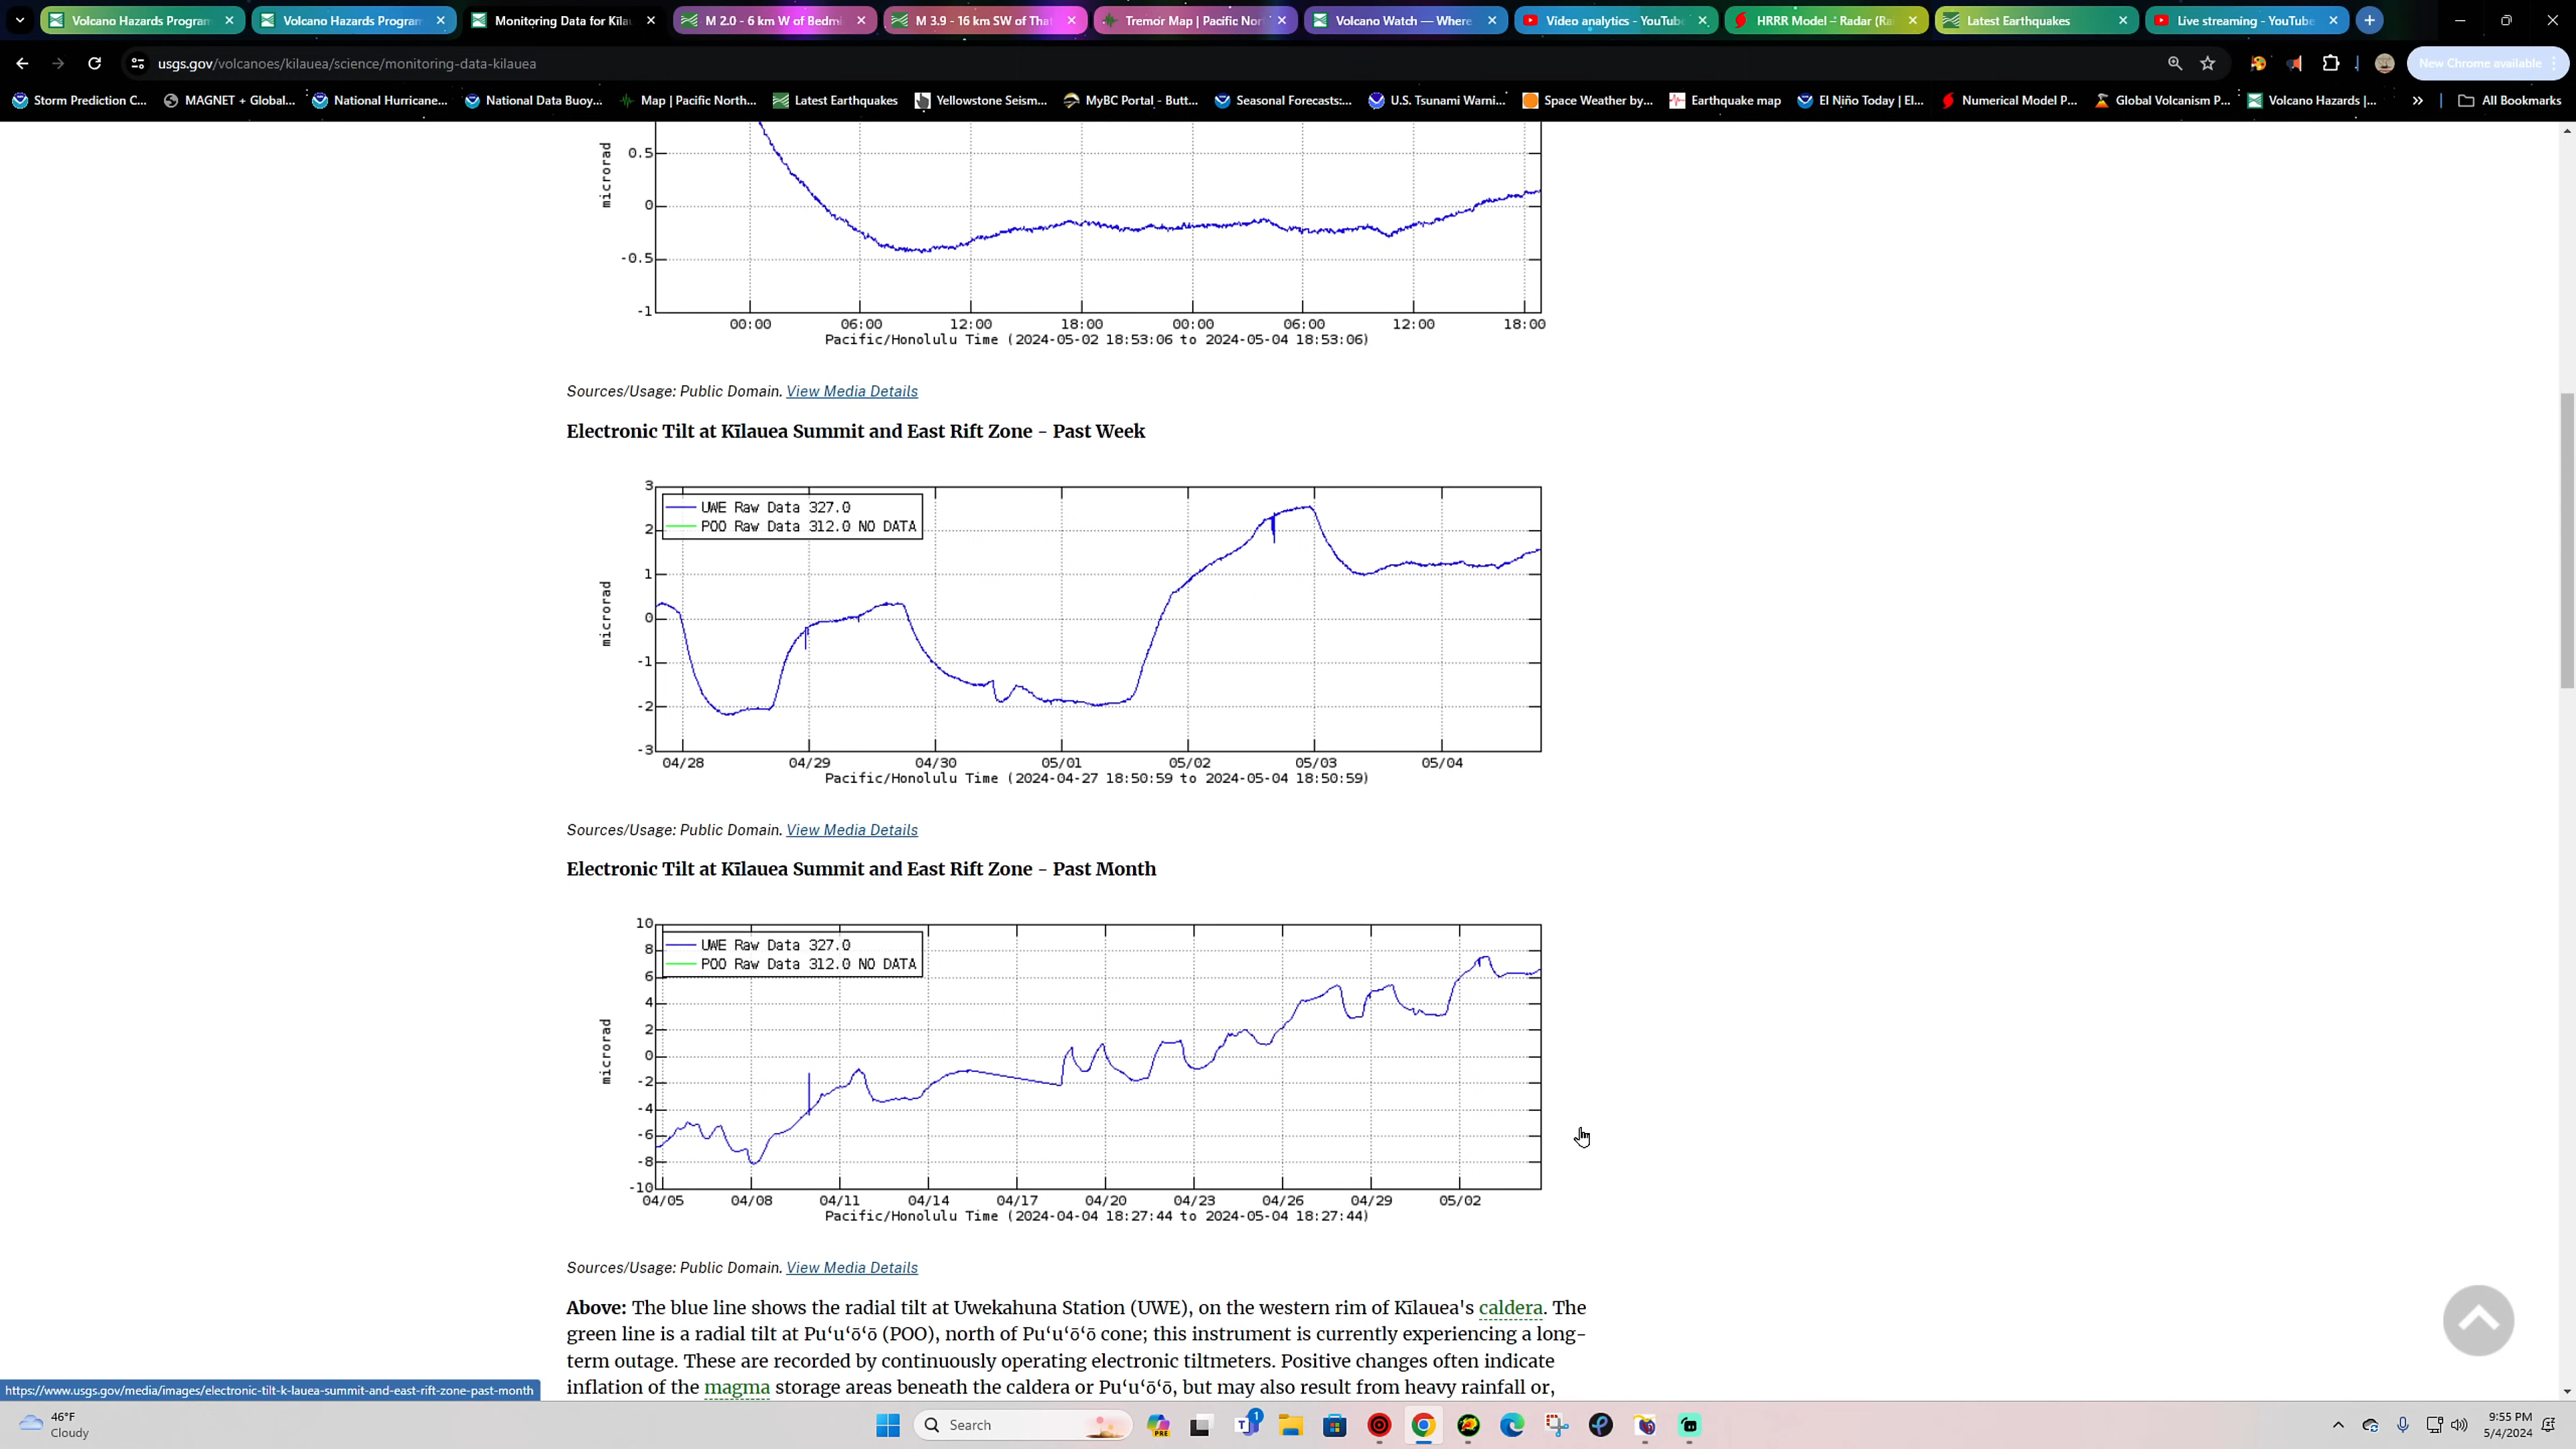 Volcano Hazards Program
Volcano Hazards Program
Monitoring Data for Kīlau
M 2.0 - 6 km W of Bedmi
M 3.9 - 16 km SW of That
Tremor Map | Pacific Nor
Volcano Watch — Where
Video analytics - YouTube
HRRR Model – Radar (Ra
Latest Earthquakes
Live streaming - YouTube
usgs.gov/volcanoes/kilauea/science/monitoring-data-kilauea
New Chrome available
Storm Prediction C...
MAGNET + Global...
National Hurricane...
National Data Buoy...
Map | Pacific North...
Latest Earthquakes
Yellowstone Seism...
MyBC Portal - Butt...
Seasonal Forecasts:...
U.S. Tsunami Warni...
Space Weather by...
Earthquake map
El Niño Today | El...
Numerical Model P...
Global Volcanism P...
Volcano Hazards |...
All Bookmarks
microrad
0.5
0
-0.5
-1
00:00 06:00 12:00 18:00 00:00 06:00 12:00 18:00
Pacific/Honolulu Time (2024-05-02 18:53:06 to 2024-05-04 18:53:06)
Sources/Usage: Public Domain. View Media Details
Electronic Tilt at Kīlauea Summit and East Rift Zone - Past Week
UWE Raw Data 327.0
POO Raw Data 312.0 NO DATA
microrad
3
2
1
0
-1
-2
-3
04/28 04/29 04/30 05/01 05/02 05/03 05/04
Pacific/Honolulu Time (2024-04-27 18:50:59 to 2024-05-04 18:50:59)
Sources/Usage: Public Domain. View Media Details
Electronic Tilt at Kīlauea Summit and East Rift Zone - Past Month
UWE Raw Data 327.0
POO Raw Data 312.0 NO DATA
microrad
10
8
6
4
2
0
-2
-4
-6
-8
-10
04/05 04/08 04/11 04/14 04/17 04/20 04/23 04/26 04/29 05/02
Pacific/Honolulu Time (2024-04-04 18:27:44 to 2024-05-04 18:27:44)
Sources/Usage: Public Domain. View Media Details
Above: The blue line shows the radial tilt at Uwekahuna Station (UWE), on the western rim of Kīlauea's caldera. The
green line is a radial tilt at Puʻuʻōʻō (POO), north of Puʻuʻōʻō cone; this instrument is currently experiencing a long-
term outage. These are recorded by continuously operating electronic tiltmeters. Positive changes often indicate
inflation of the magma storage areas beneath the caldera or Puʻuʻōʻō, but may also result from heavy rainfall or,
https://www.usgs.gov/media/images/electronic-tilt-k-lauea-summit-and-east-rift-zone-past-month
46°F
Cloudy
Search
PRE
1
9:55 PM
5/4/2024